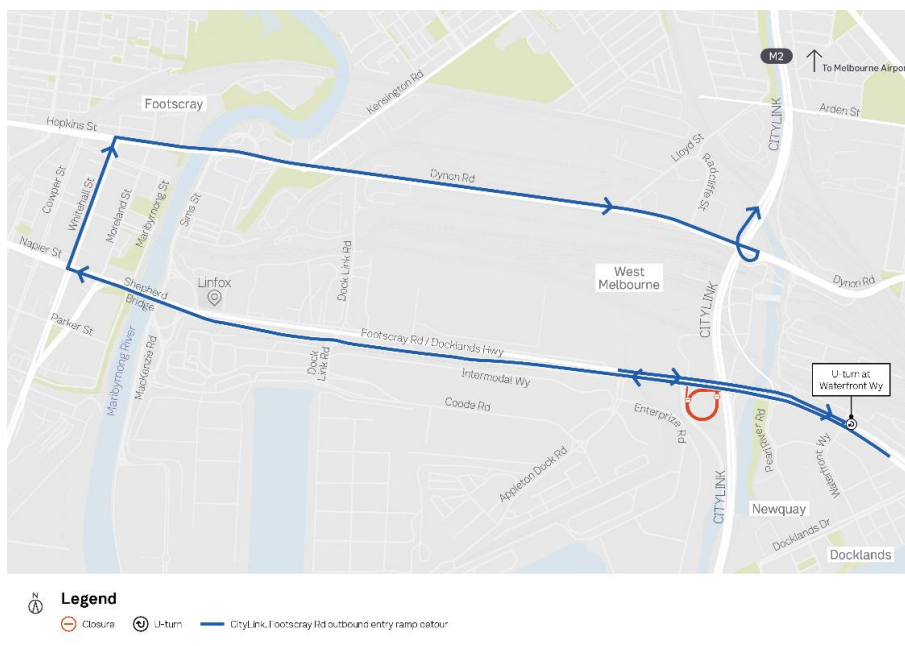 M2
To Melbourne Airpor
Footscray
Kensington Rd
CITYLINK
Arden St
Hopkins St
Lloyd St
Radcliffe St
Cowper St
Whitehall St
Moreland St
Maribyrnong St
Sims St
Dynon Rd
Napier St
Shepherd
Bridge
Linfox
Dock Link Rd
West
Melbourne
CITYLINK
Dynon Rd
Parker St
Maribyrnong River
MacKenzie Rd
Footscray Rd / Docklands Hwy
Dock
Link Rd
Intermodal Wy
U-turn at
Waterfront Wy
Coode Rd
Enterprize Rd
Pearl River Rd
Waterfront Wy
Appleton Dock Rd
CITYLINK
Newquay
Docklands Dr
Docklands
N
Legend
Closure
U-turn
CityLink, Footscray Rd outbound entry ramp detour